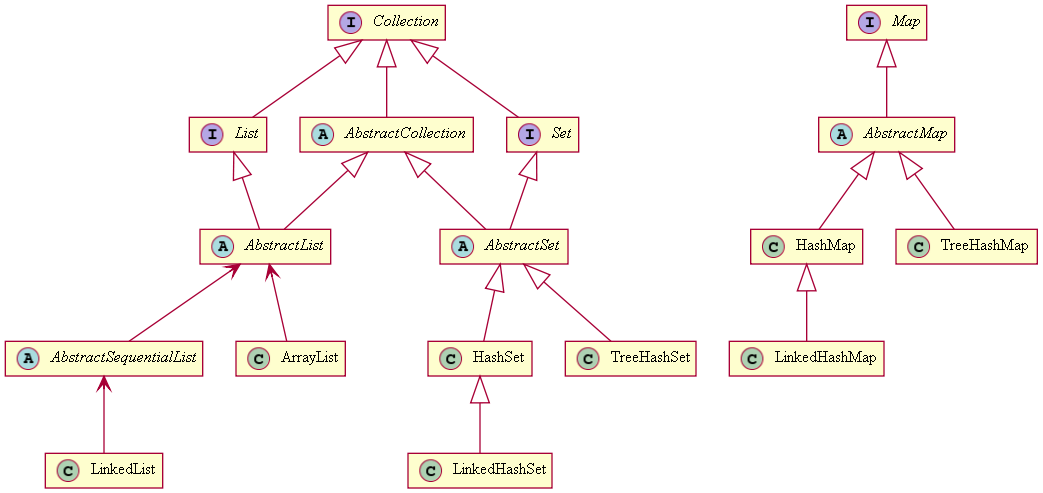 I Collection
I Map
I List
A AbstractCollection
I Set
A AbstractMap
A AbstractList
A AbstractSet
C HashMap
C TreeHashMap
A AbstractSequentialList
C ArrayList
C HashSet
C TreeHashSet
C LinkedHashMap
C LinkedList
C LinkedHashSet